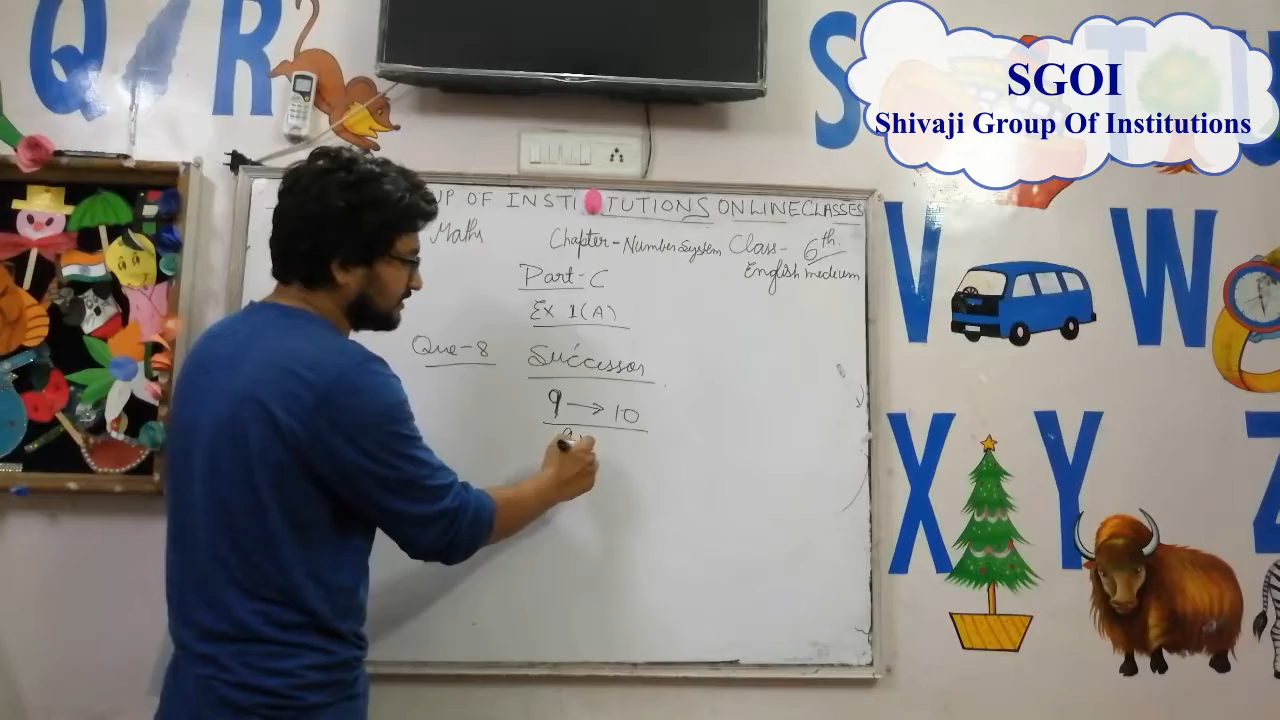 Q R S T U
SGOI
Shivaji Group Of Institutions
UP OF INSTITUTIONS ONLINE CLASSES
Maths Chapter - Number System Class - 6th
English medium
Part - C
Ex 1(A)
Que-8 Successor
9 → 10
9
V W
X Y Z